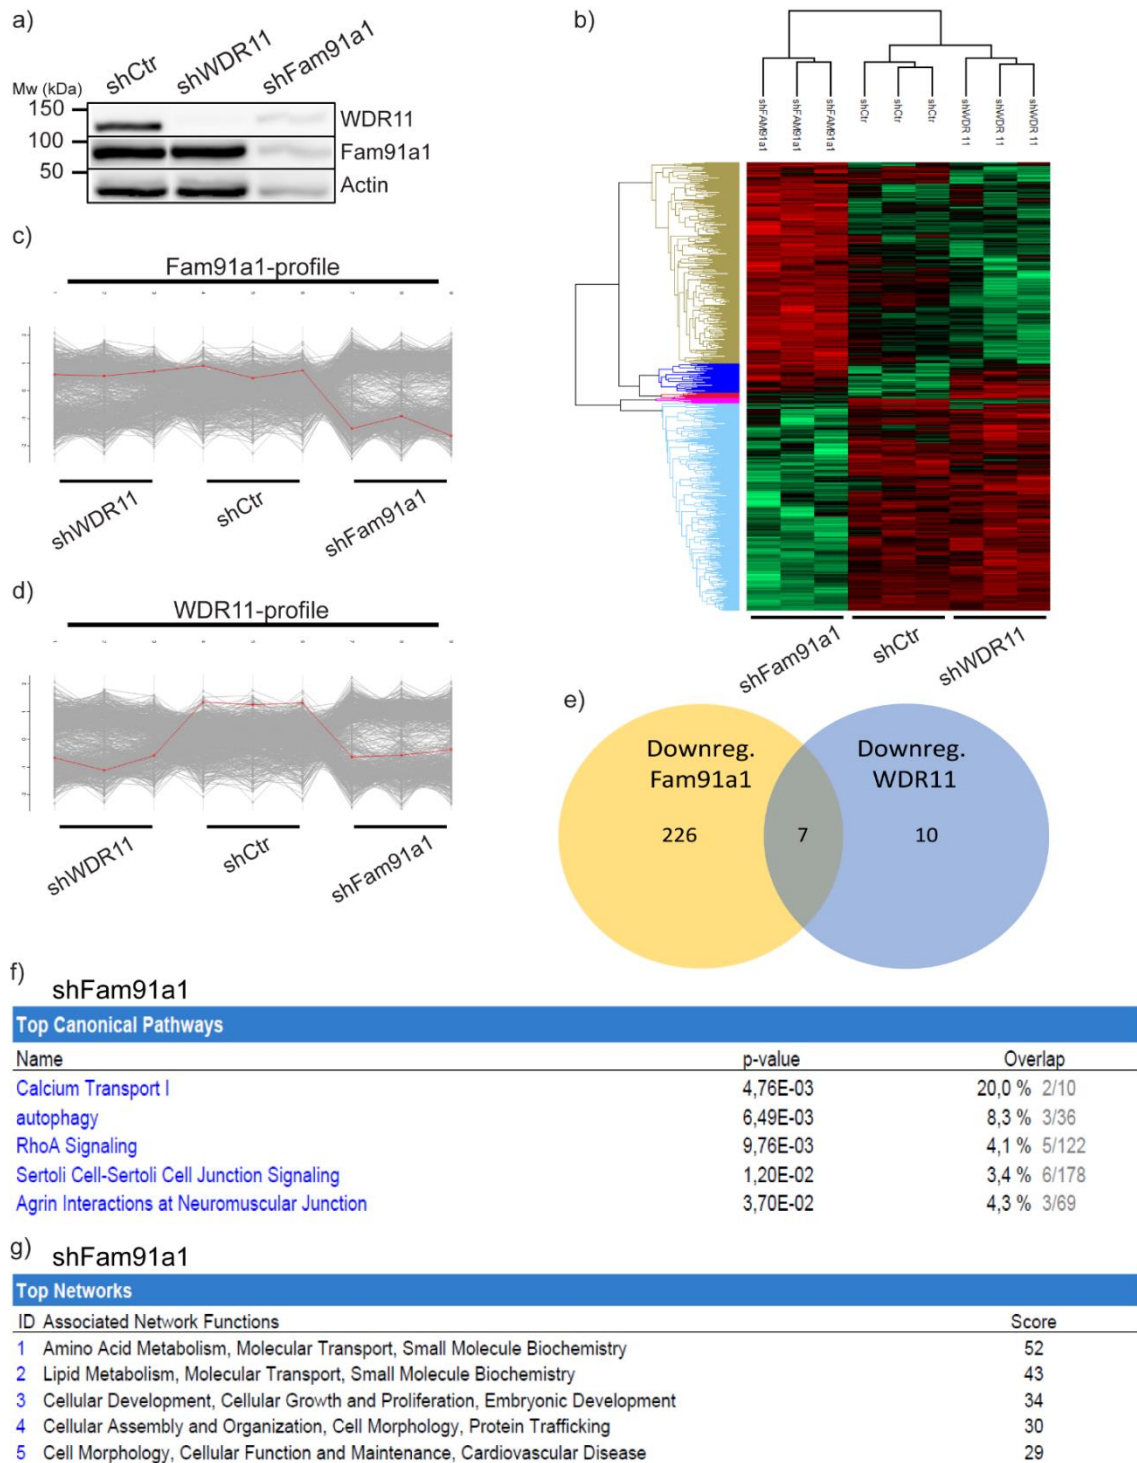 a)
shCtr
shWDR11
shFam91a1
Mw (kDa)
150
100
50
WDR11
Fam91a1
Actin
b)
shFAM91a1
shFAM91a1
shFAM91a1
shCtr
shCtr
shCtr
shWDR 11
shWDR 11
shWDR 11
shFam91a1
shCtr
shWDR11
c)
Fam91a1-profile
shWDR11
shCtr
shFam91a1
d)
WDR11-profile
shWDR11
shCtr
shFam91a1
e)
Downreg.
Fam91a1
Downreg.
WDR11
226
7
10
f)
shFam91a1
Top Canonical Pathways
Name p-value Overlap
Calcium Transport I 4,76E-03 20,0 % 2/10
autophagy 6,49E-03 8,3 % 3/36
RhoA Signaling 9,76E-03 4,1 % 5/122
Sertoli Cell-Sertoli Cell Junction Signaling 1,20E-02 3,4 % 6/178
Agrin Interactions at Neuromuscular Junction 3,70E-02 4,3 % 3/69
g)
shFam91a1
Top Networks
ID Associated Network Functions Score
1 Amino Acid Metabolism, Molecular Transport, Small Molecule Biochemistry 52
2 Lipid Metabolism, Molecular Transport, Small Molecule Biochemistry 43
3 Cellular Development, Cellular Growth and Proliferation, Embryonic Development 34
4 Cellular Assembly and Organization, Cell Morphology, Protein Trafficking 30
5 Cell Morphology, Cellular Function and Maintenance, Cardiovascular Disease 29